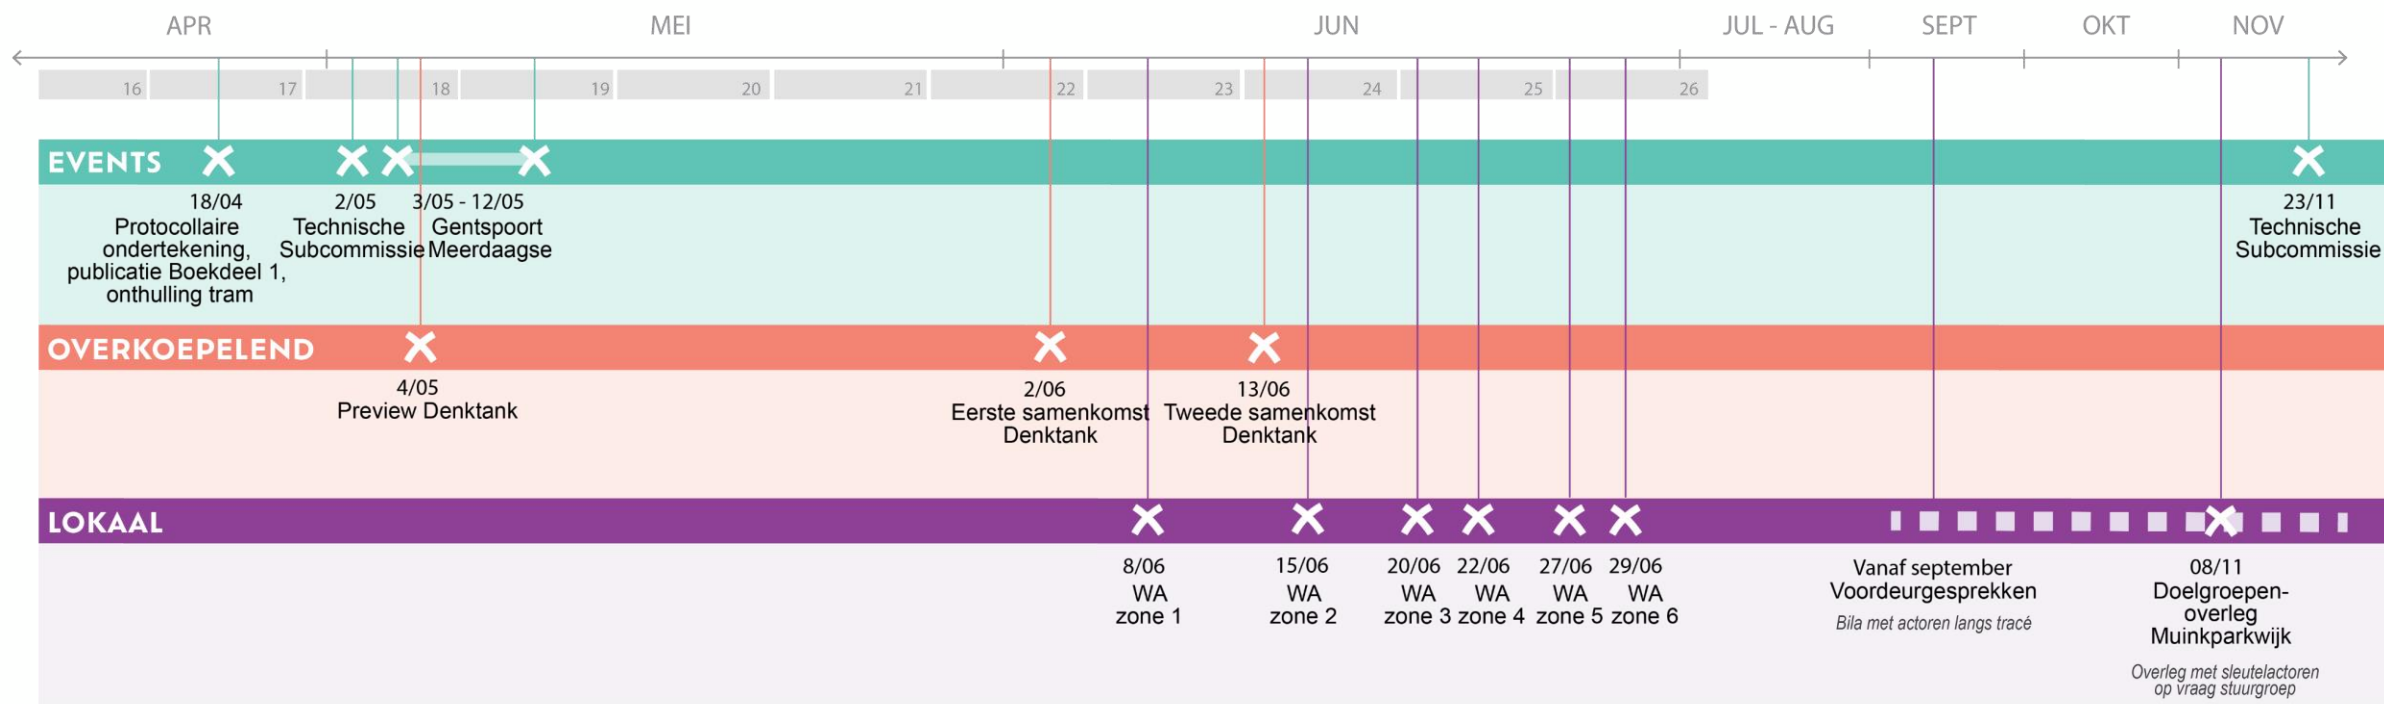 APR MEI JUN JUL - AUG SEPT OKT NOV
16 17 18 19 20 21 22 23 24 25 26
EVENTS
18/04
Protocollaire
ondertekening,
publicatie Boekdeel 1,
onthulling tram
2/05
Technische
Subcommissie
3/05 - 12/05
Gentspoort
Meerdaagse
23/11
Technische
Subcommissie
OVERKOEPELEND
4/05
Preview Denktank
2/06
Eerste samenkomst
Denktank
13/06
Tweede samenkomst
Denktank
LOKAAL
8/06
WA
zone 1
15/06
WA
zone 2
20/06
WA
zone 3
22/06
WA
zone 4
27/06
WA
zone 5
29/06
WA
zone 6
Vanaf september
Voordeurgesprekken
Bila met actoren langs tracé
08/11
Doelgroepen-
overleg
Muinkparkwijk
Overleg met sleutelactoren
op vraag stuurgroep